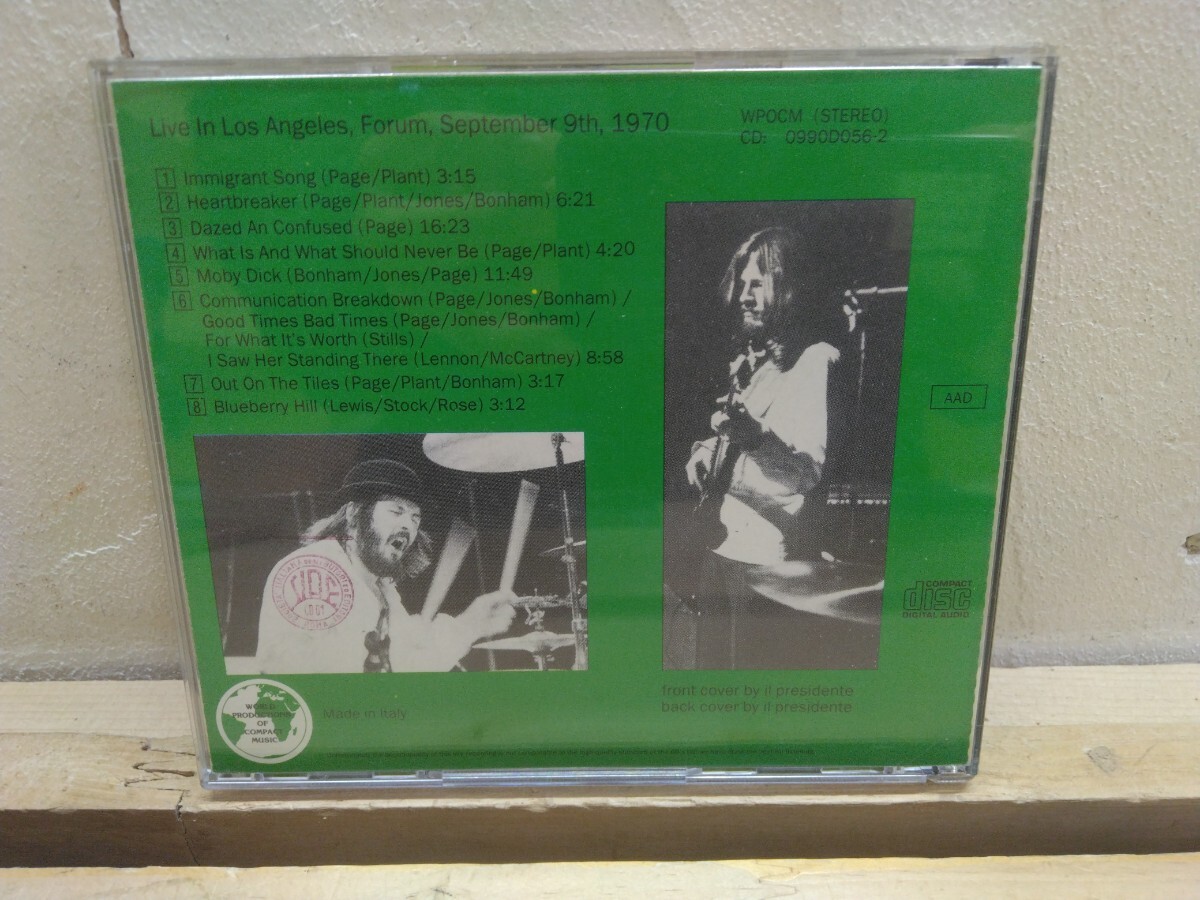 Live In Los Angeles, Forum, September 9th, 1970
WPOCM (STEREO)
CD: 0990D056-2
1 Immigrant Song (Page/Plant) 3:15
2 Heartbreaker (Page/Plant/Jones/Bonham) 6:21
3 Dazed An Confused (Page) 16:23
4 What Is And What Should Never Be (Page/Plant) 4:20
5 Moby Dick (Bonham/Jones/Page) 11:49
6 Communication Breakdown (Page/Jones/Bonham) /
Good Times Bad Times (Page/Jones/Bonham) /
For What It's Worth (Stills) /
I Saw Her Standing There (Lennon/McCartney) 8:58
7 Out On The Tiles (Page/Plant/Bonham) 3:17
8 Blueberry Hill (Lewis/Stock/Rose) 3:12
AAD
COMPACT
disc
DIGITAL AUDIO
WORLD
PRODUCTIONS
OF
COMPACT
MUSIC
Made in Italy
front cover by il presidente
back cover by il presidente